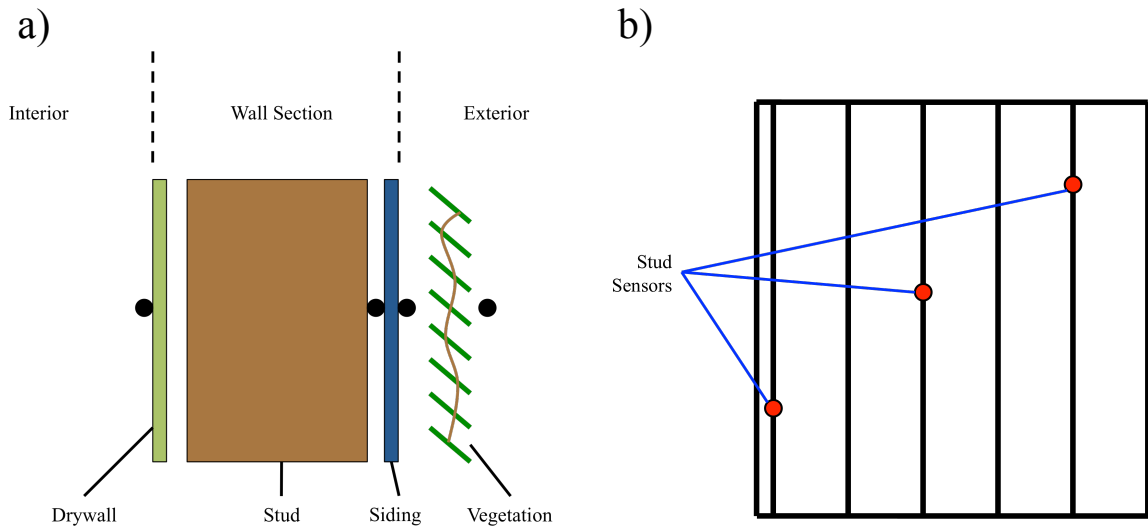 a)
b)
Interior
Wall Section
Exterior
Stud
Sensors
Drywall
Stud
Siding
Vegetation